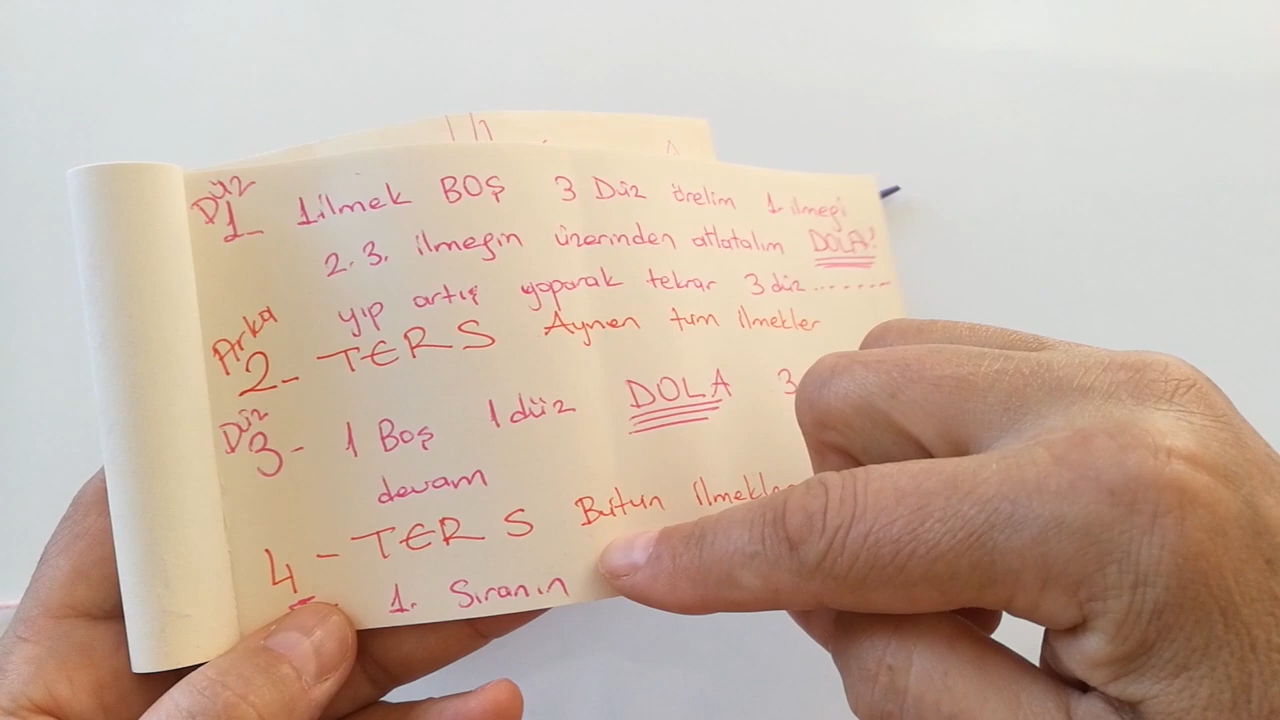 DÜZ
1- 1 ilmek BOŞ 3 Düz örelim 1. ilmeği
2. 3. ilmeğin üzerinden atlatalım DOLA!
yıp artış yaparak tekrar 3 düz........
Arka
2- TERS Aynen tüm ilmekler
Düz
3- 1 Boş 1 düz DOLA 3
devam
4- TERS Bütün ilmekler
1. Sıranın